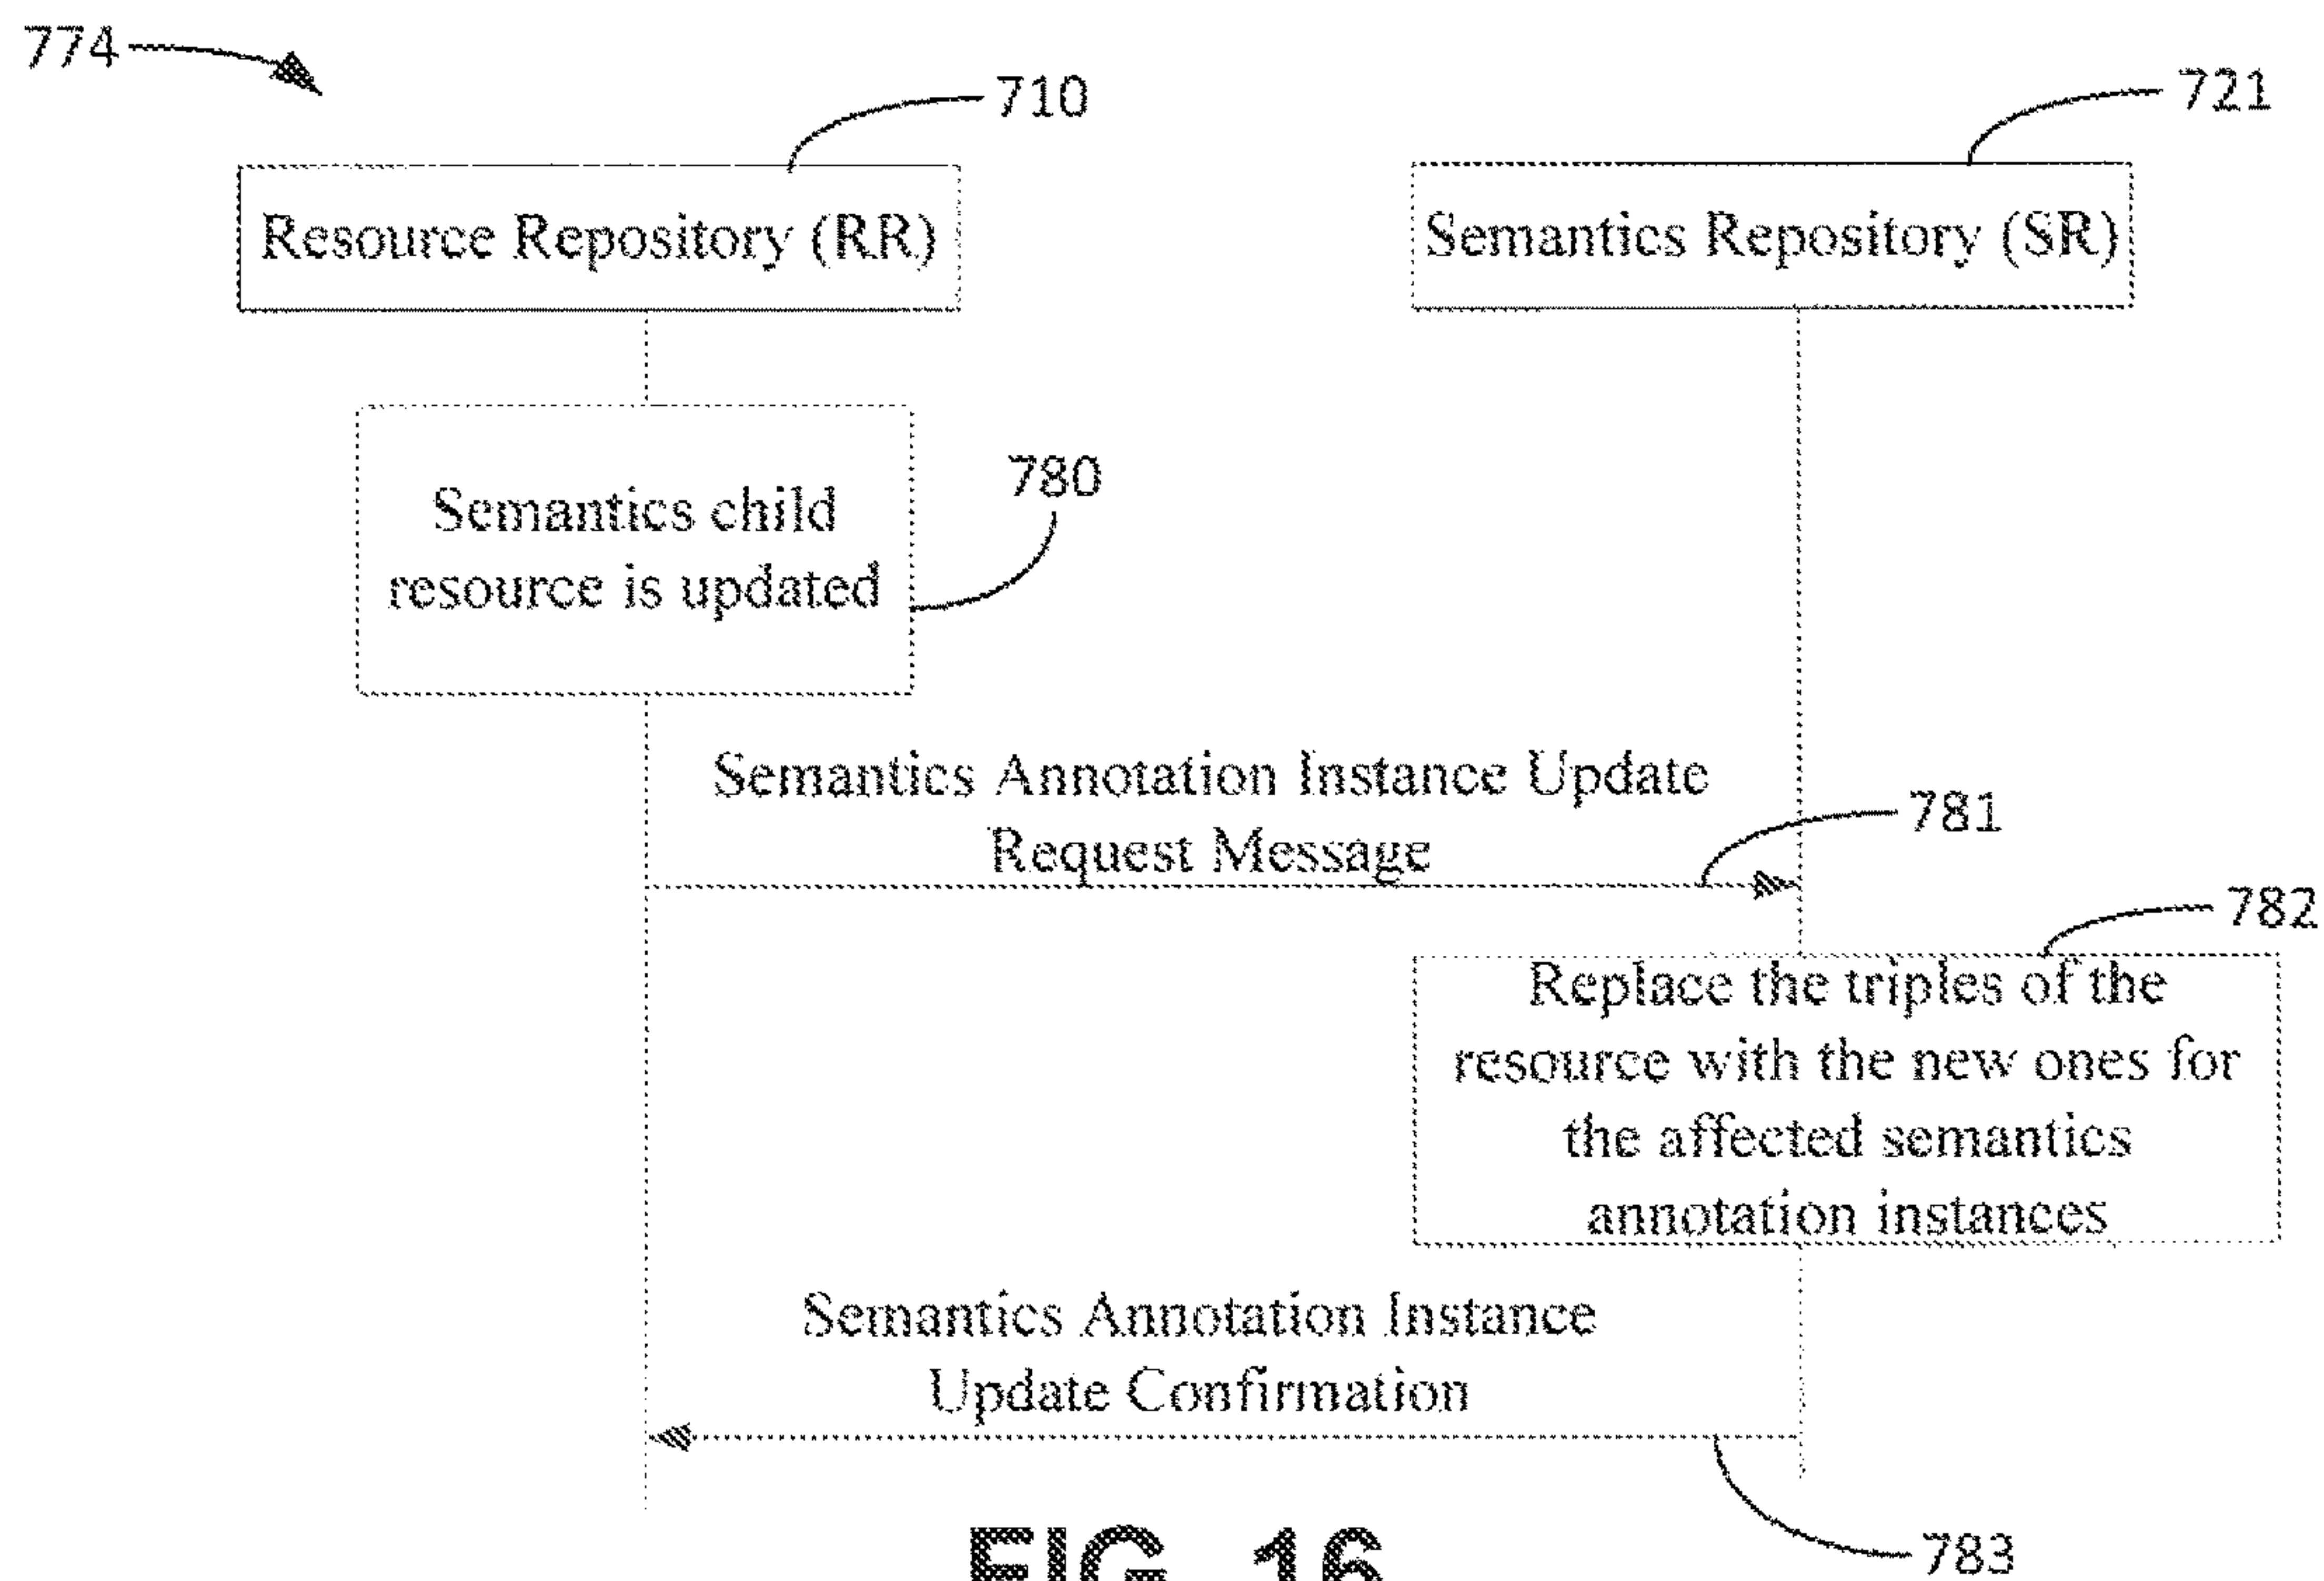 774
710
721
Resource Repository (RR)
Semantics Repository (SR)
Semantics child
resource is updated
780
Semantics Annotation Instance Update
Request Message
781
782
Replace the triples of the
resource with the new ones for
the affected semantics
annotation instances
Semantics Annotation Instance
Update Confirmation
783
FIG. 16